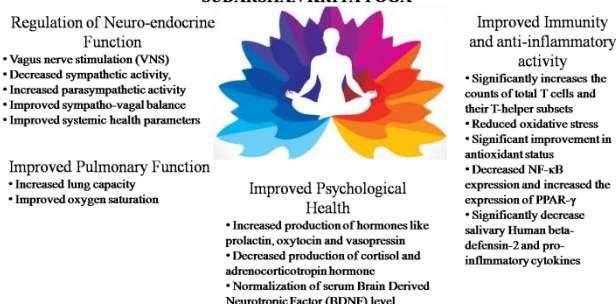 SUDARSHAN KRIYA YOGA
Regulation of Neuro-endocrine
Function
• Vagus nerve stimulation (VNS)
• Decreased sympathetic activity,
• Increased parasympathetic activity
• Improved sympatho-vagal balance
• Improved systemic health parameters
Improved Pulmonary Function
• Increased lung capacity
• Improved oxygen saturation
Improved Psychological
Health
• Increased production of hormones like
prolactin, oxytocin and vasopressin
• Decreased production of cortisol and
adrenocorticotropin hormone
• Normalization of serum Brain Derived
Neurotropic Factor (BDNF) level
Improved Immunity
and anti-inflammatory
activity
• Significantly increases the
counts of total T cells and
their T-helper subsets
• Reduced oxidative stress
• Significant improvement in
antioxidant status
• Decreased NF-κB
expression and increased the
expression of PPAR-γ
• Significantly decrease
salivary Human beta-
defensin-2 and pro-
inflmmatory cytokines